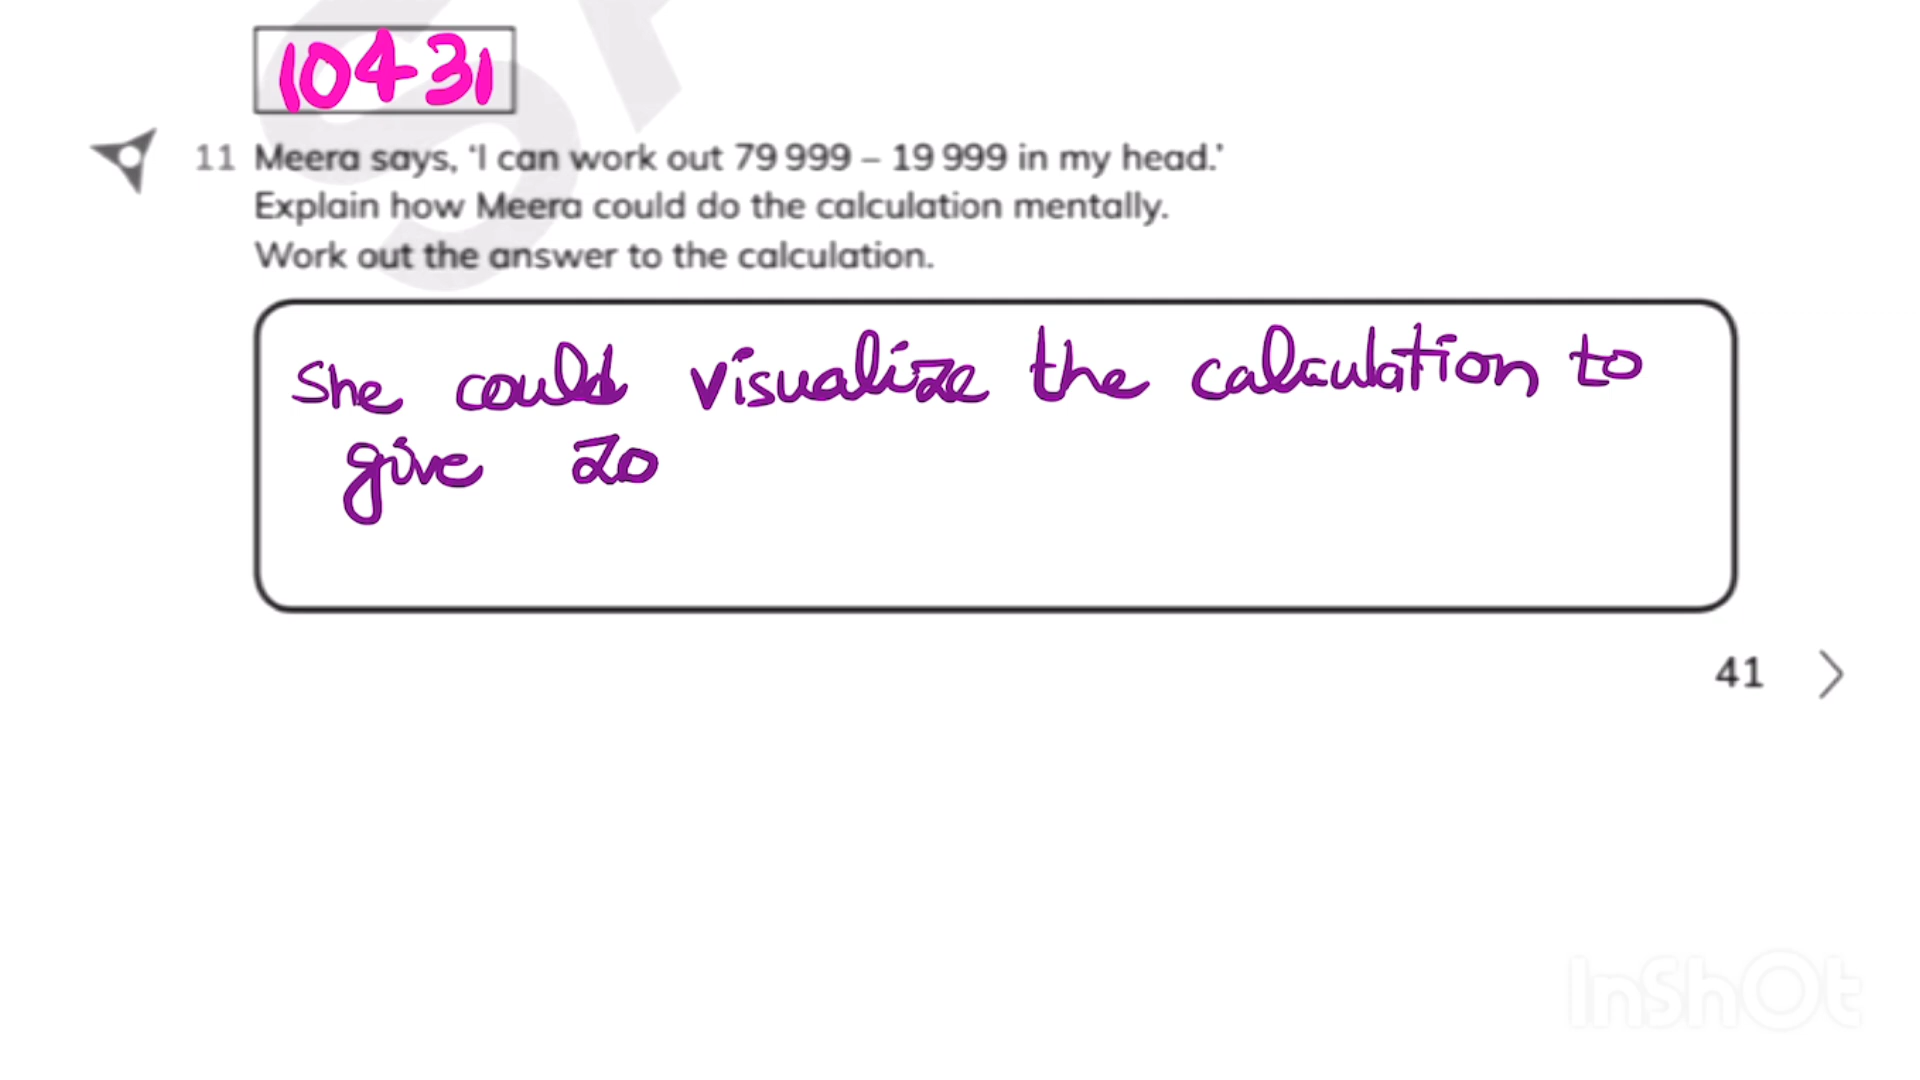 10431
11 Meera says, ‘I can work out 79 999 – 19 999 in my head.’
Explain how Meera could do the calculation mentally.
Work out the answer to the calculation.
She could visualize the calculation to
give 20
41
InShOt